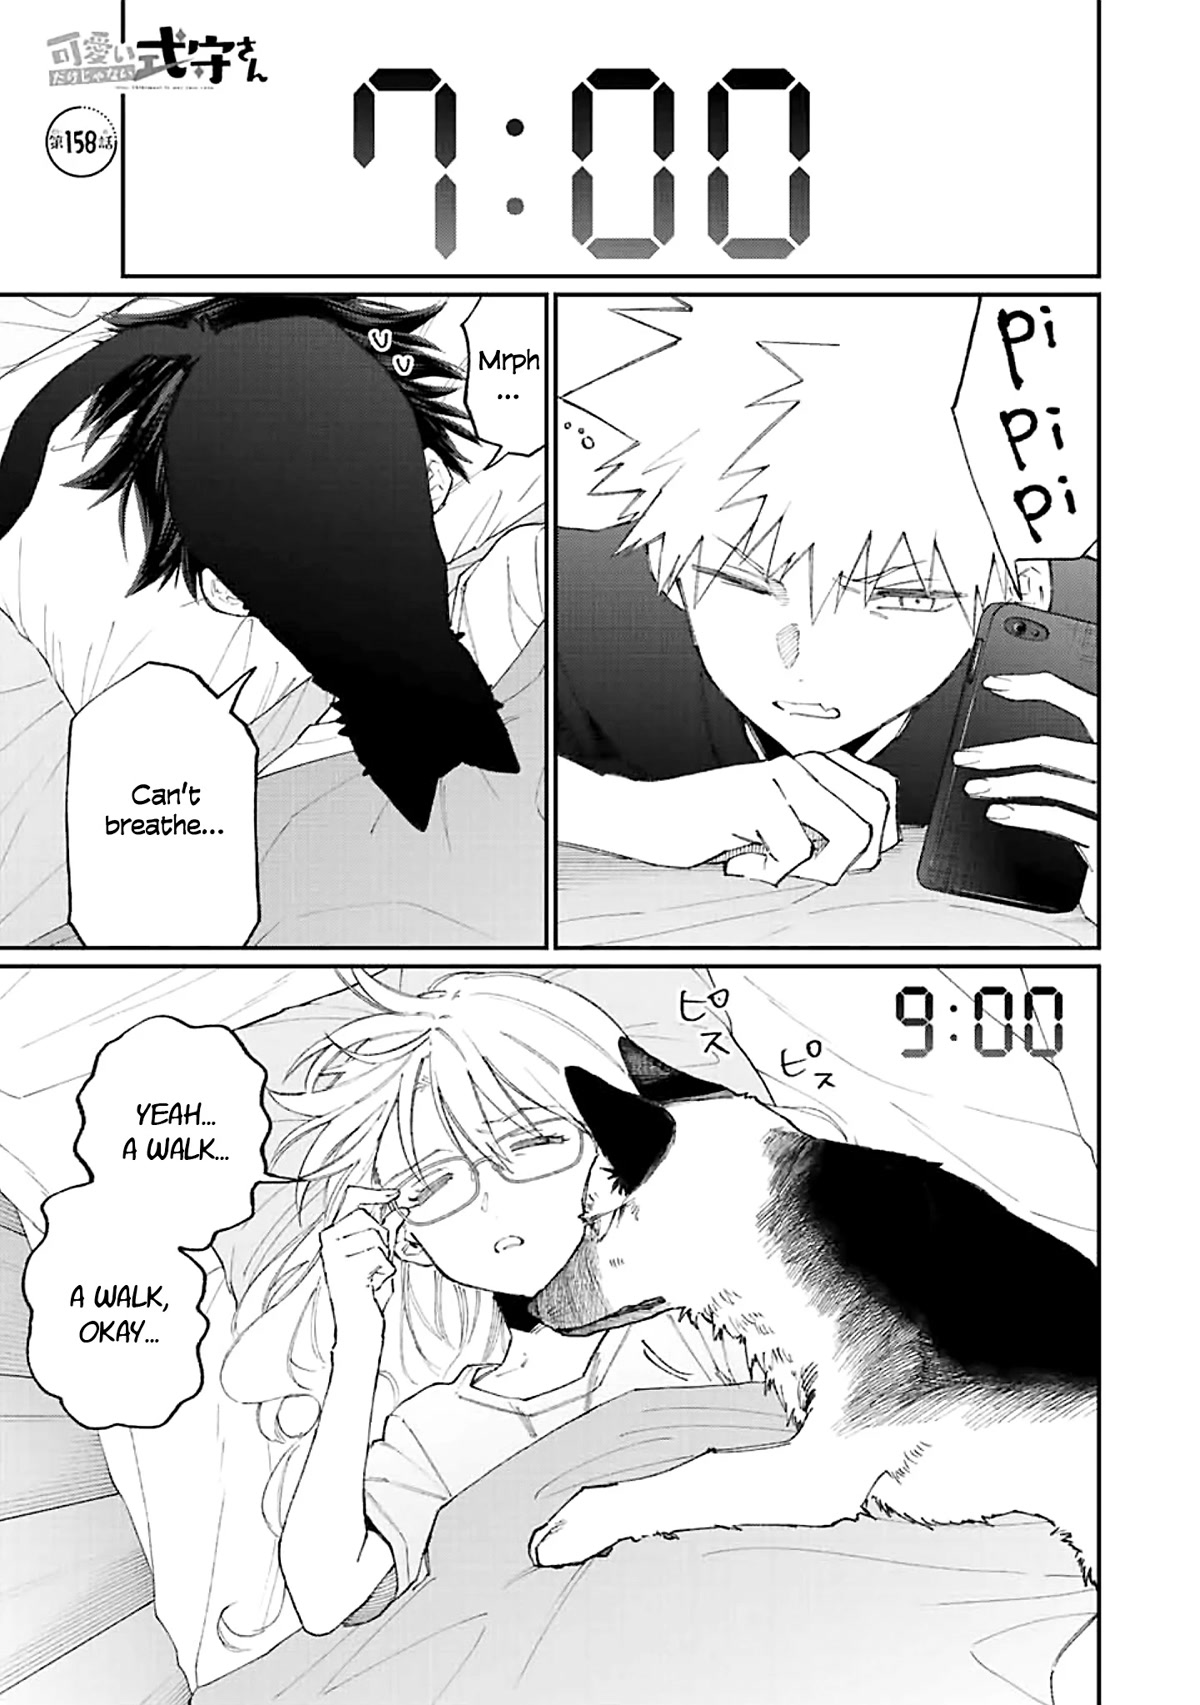 可愛い
だけじゃない
式守さん
第158話
7:00
pi
pi
pi
Mrph
...
Can't
breathe...
9:00
ピス
ピス
YEAH...
A WALK...
A WALK,
OKAY...